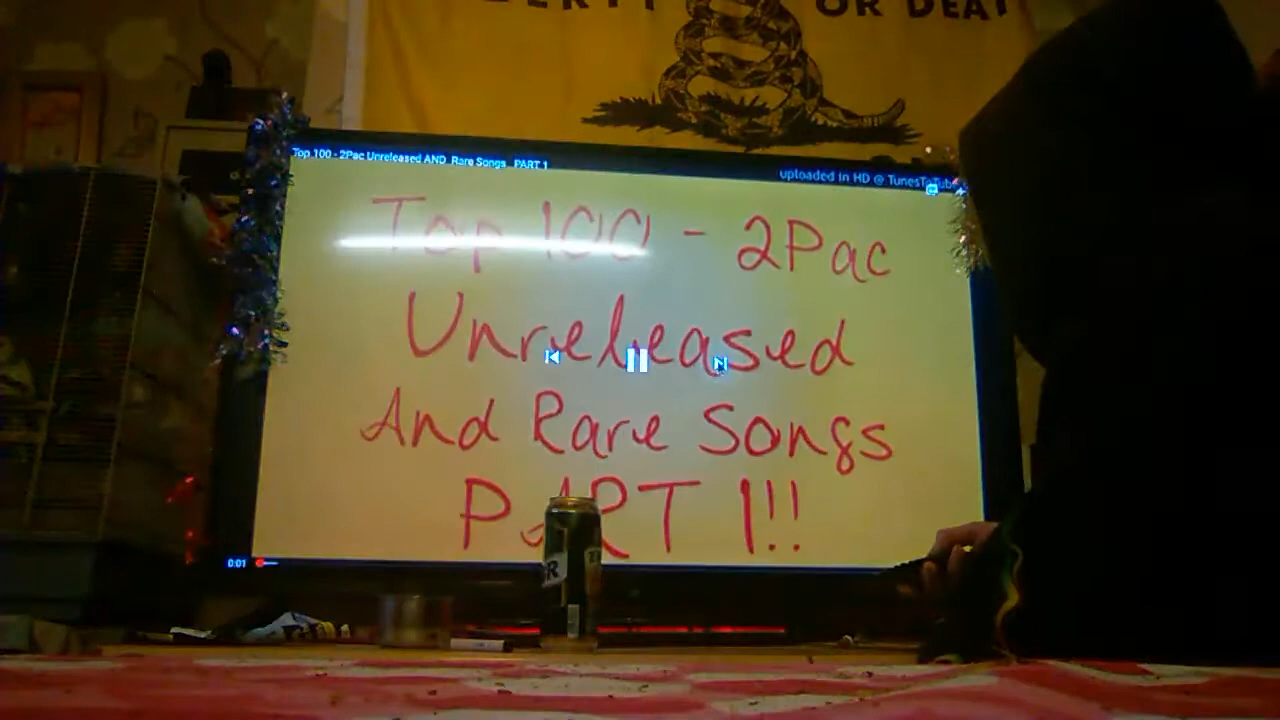 BERTY OR DEAT
Top 100 - 2Pac Unreleased AND Rare Songs PART 1
uploaded in HD @ TunesToTube
Top 100 - 2Pac
Unreleased
And Rare Songs
PART 1!!
R
0:01